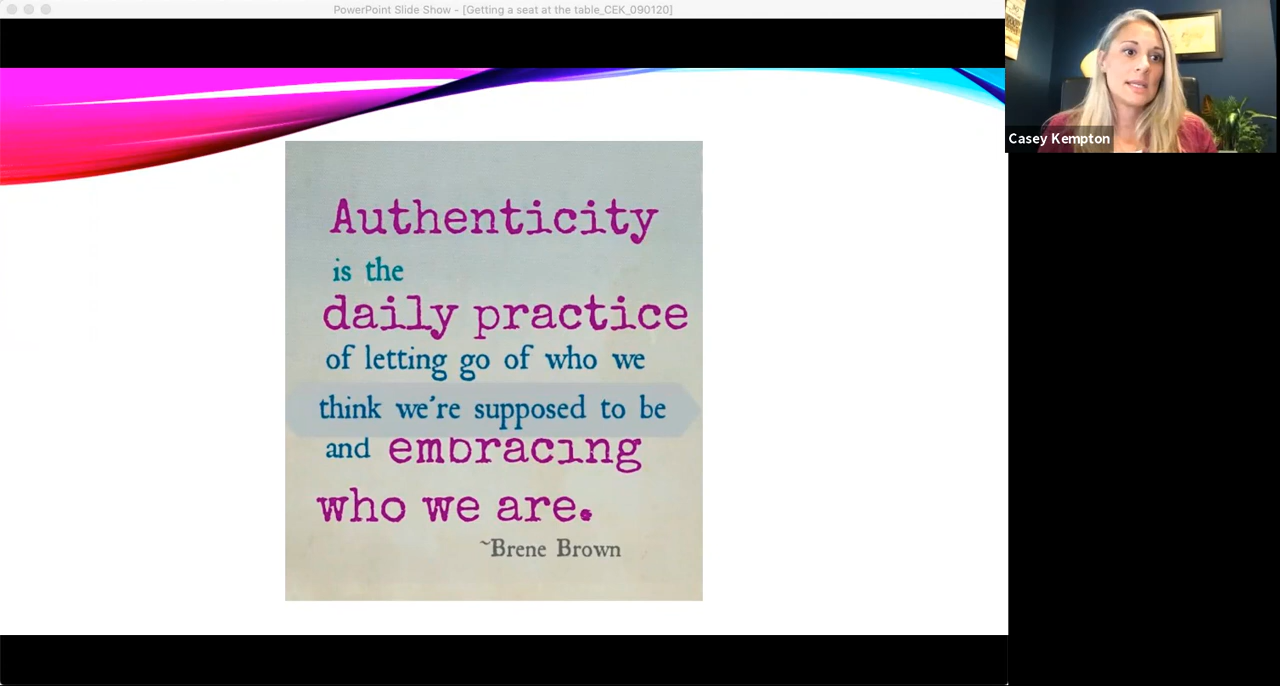 PowerPoint Slide Show - [Getting a seat at the table_CEK_090120]
Authenticity
is the
daily practice
of letting go of who we
think we're supposed to be
and embracing
who we are.
~Brene Brown
Casey Kempton